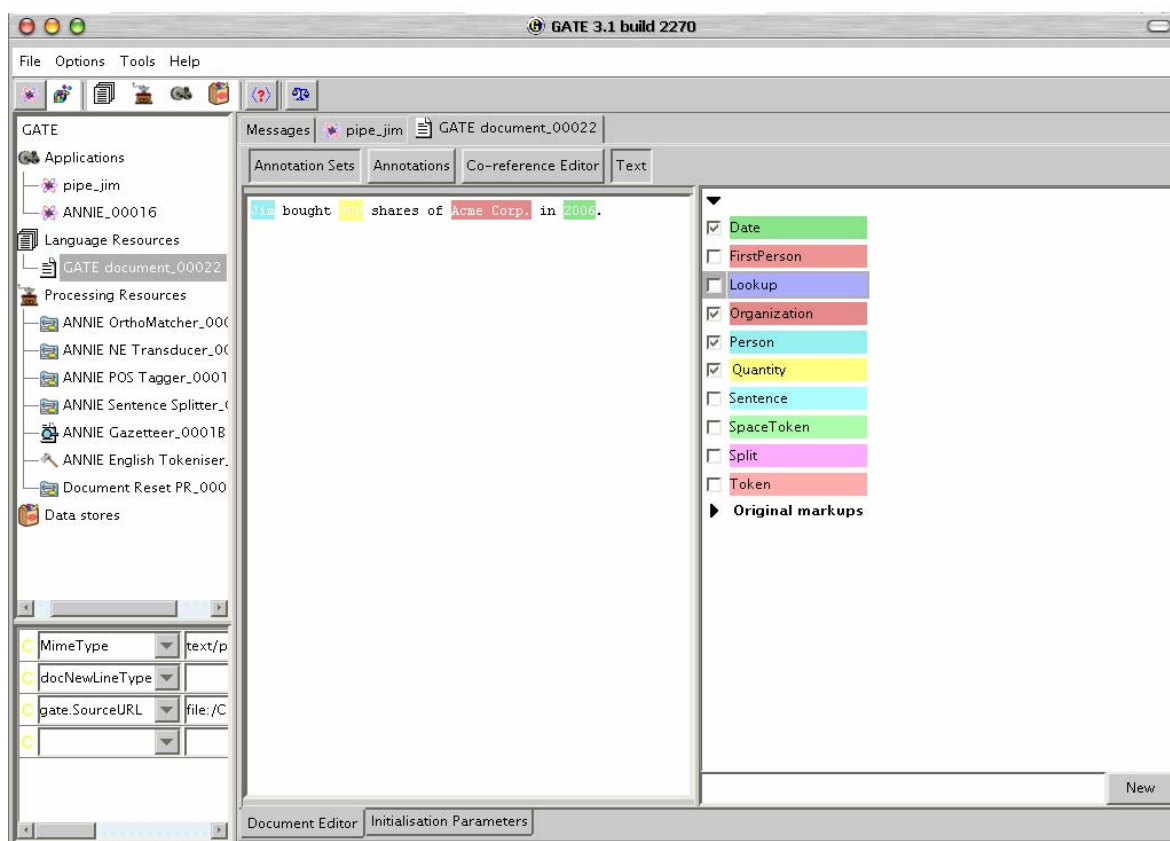 GATE 3.1 build 2270
File Options Tools Help
GATE
Applications
pipe_jim
ANNIE_00016
Language Resources
GATE document_00022
Processing Resources
ANNIE OrthoMatcher_00
ANNIE NE Transducer_0
ANNIE POS Tagger_0001
ANNIE Sentence Splitter_
ANNIE Gazetteer_0001B
ANNIE English Tokeniser_
Document Reset PR_000
Data stores
MimeType text/p
docNewLineType
gate.SourceURL file:/C
Messages pipe_jim GATE document_00022
Annotation Sets Annotations Co-reference Editor Text
Jim bought shares of Acme Corp. in 2006.
Date
FirstPerson
Lookup
Organization
Person
Quantity
Sentence
SpaceToken
Split
Token
Original markups
New
Document Editor Initialisation Parameters